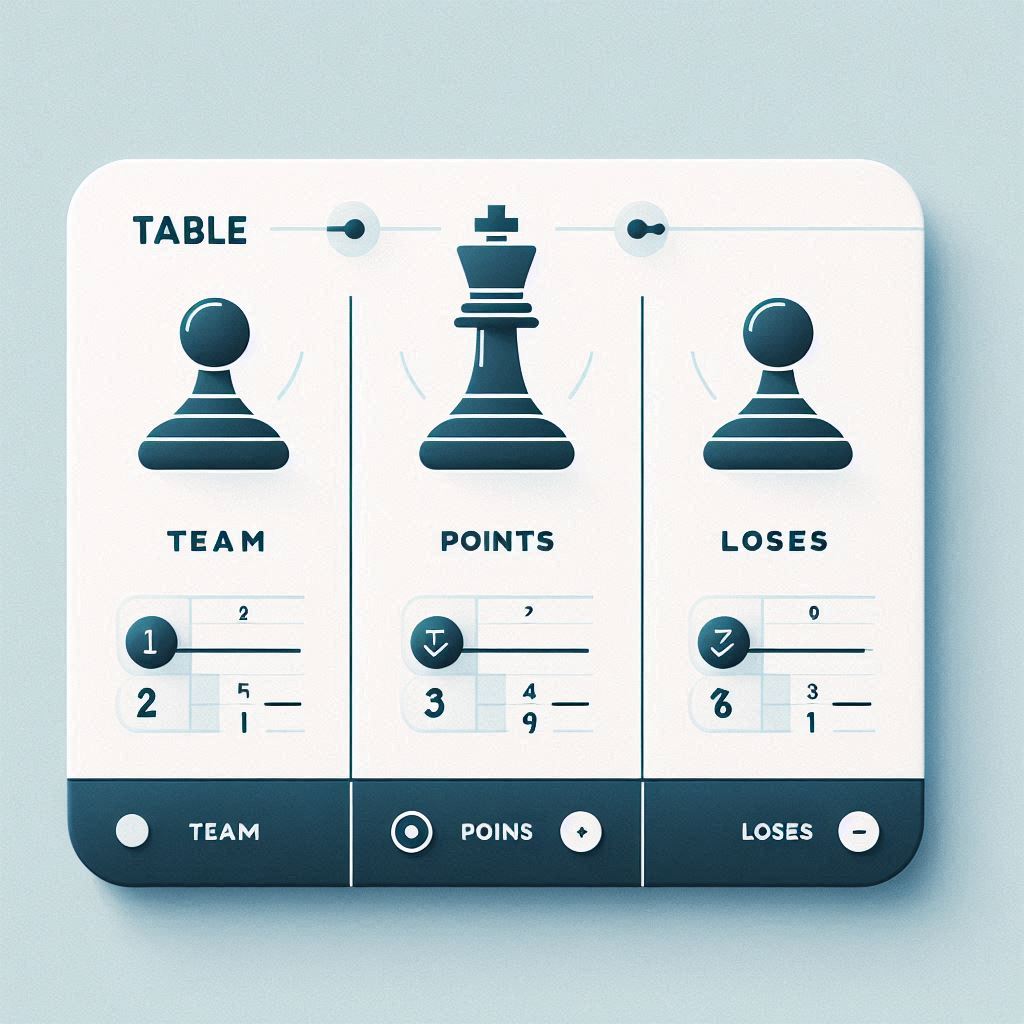 TABLE
TEAM POINTS LOSES
2 0
1
5 4 3
2 3
1 9 1
TEAM POINS + LOSES -